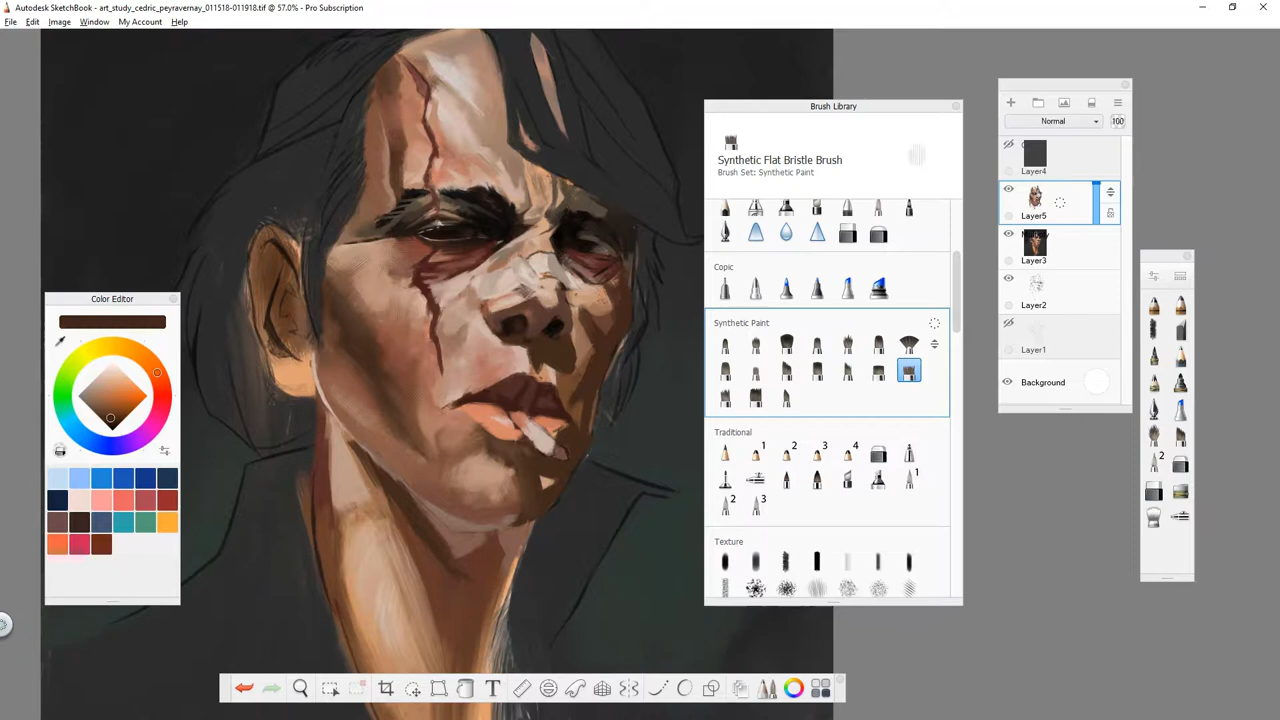 Autodesk SketchBook - art_study_cedric_peyravernay_011518-011918.tif @ 57.0% - Pro Subscription
File Edit Image Window My Account Help
Brush Library
Synthetic Flat Bristle Brush
Brush Set: Synthetic Paint
Copic
Synthetic Paint
Traditional
1 2 3 4
1
2 3
Texture
Color Editor
Normal 100
Layer4
Layer5
Layer3
Layer2
Layer1
Background
2
T